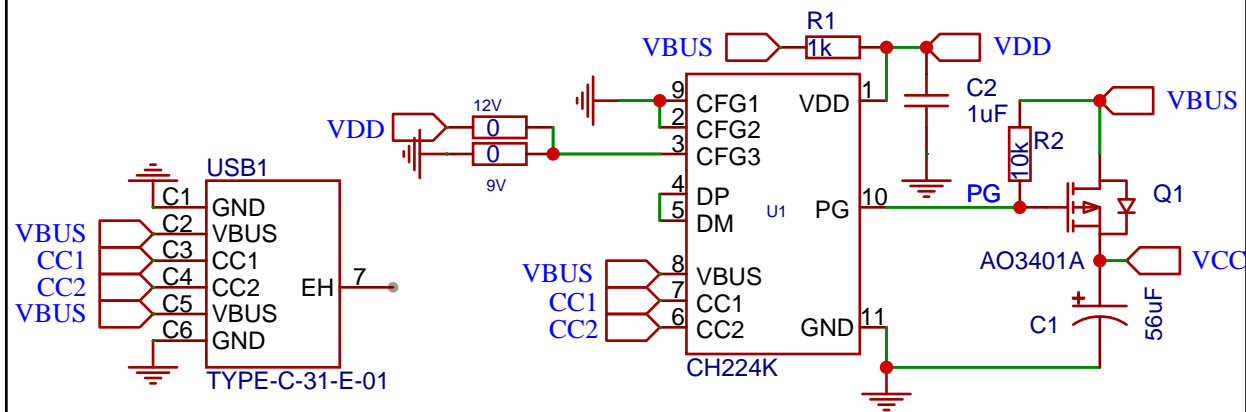 R1
VBUS 1k VDD
9 CFG1 VDD 1
2 CFG2
3 CFG3
4 DP
5 DM
U1
PG 10
8 VBUS
7 CC1
6 CC2
GND 11
CH224K
C2
1uF
VBUS
R2
10k
PG
Q1
AO3401A
VCC
C1
56uF
12V
VDD 0
0
9V
USB1
C1 GND
VBUS C2 VBUS
CC1 C3 CC1
CC2 C4 CC2
VBUS C5 VBUS
C6 GND
EH 7
TYPE-C-31-E-01
VBUS
CC1
CC2
+